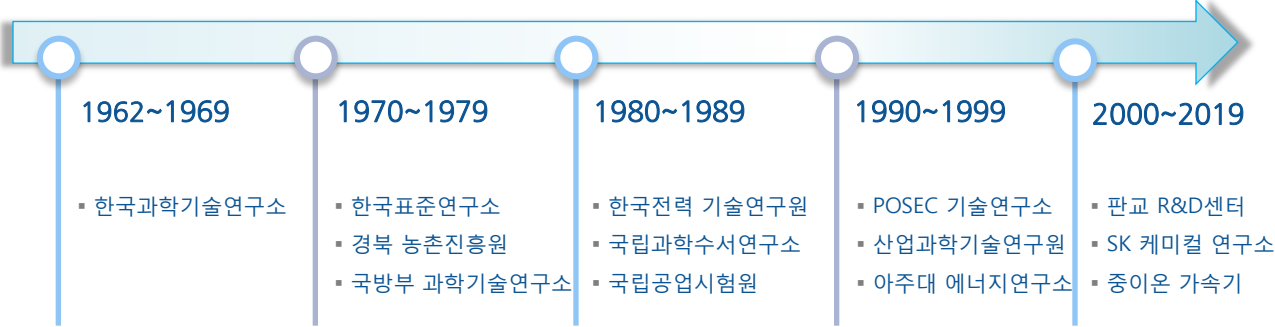 1962~1969
▪ 한국과학기술연구소
1970~1979
▪ 한국표준연구소
▪ 경북 농촌진흥원
▪ 국방부 과학기술연구소
1980~1989
▪ 한국전력 기술연구원
▪ 국립과학수서연구소
▪ 국립공업시험원
1990~1999
▪ POSEC 기술연구소
▪ 산업과학기술연구원
▪ 아주대 에너지연구소
2000~2019
▪ 판교 R&D센터
▪ SK 케미컬 연구소
▪ 중이온 가속기